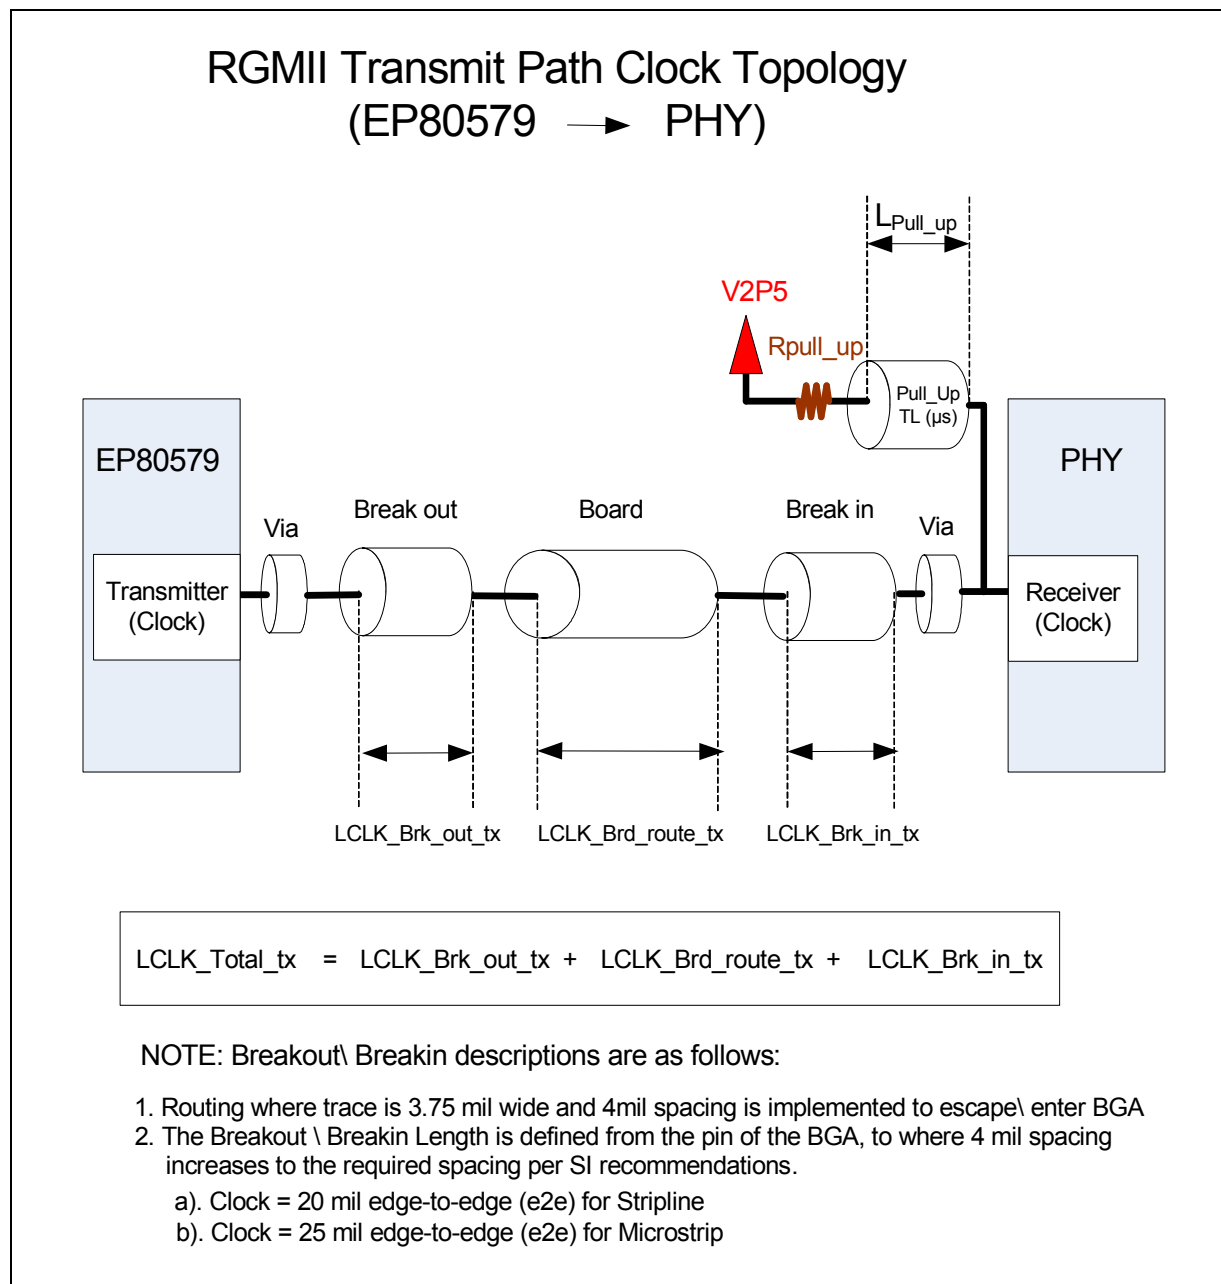 RGMII Transmit Path Clock Topology
(EP80579 → PHY)
LPull_up
V2P5
Rpull_up
Pull_Up
TL (µs)
EP80579
PHY
Via
Break out
Board
Break in
Via
Transmitter
(Clock)
Receiver
(Clock)
LCLK_Brk_out_tx
LCLK_Brd_route_tx
LCLK_Brk_in_tx
LCLK_Total_tx = LCLK_Brk_out_tx + LCLK_Brd_route_tx + LCLK_Brk_in_tx
NOTE: Breakout\ Breakin descriptions are as follows:
1. Routing where trace is 3.75 mil wide and 4mil spacing is implemented to escape\ enter BGA
2. The Breakout \ Breakin Length is defined from the pin of the BGA, to where 4 mil spacing
increases to the required spacing per SI recommendations.
a). Clock = 20 mil edge-to-edge (e2e) for Stripline
b). Clock = 25 mil edge-to-edge (e2e) for Microstrip